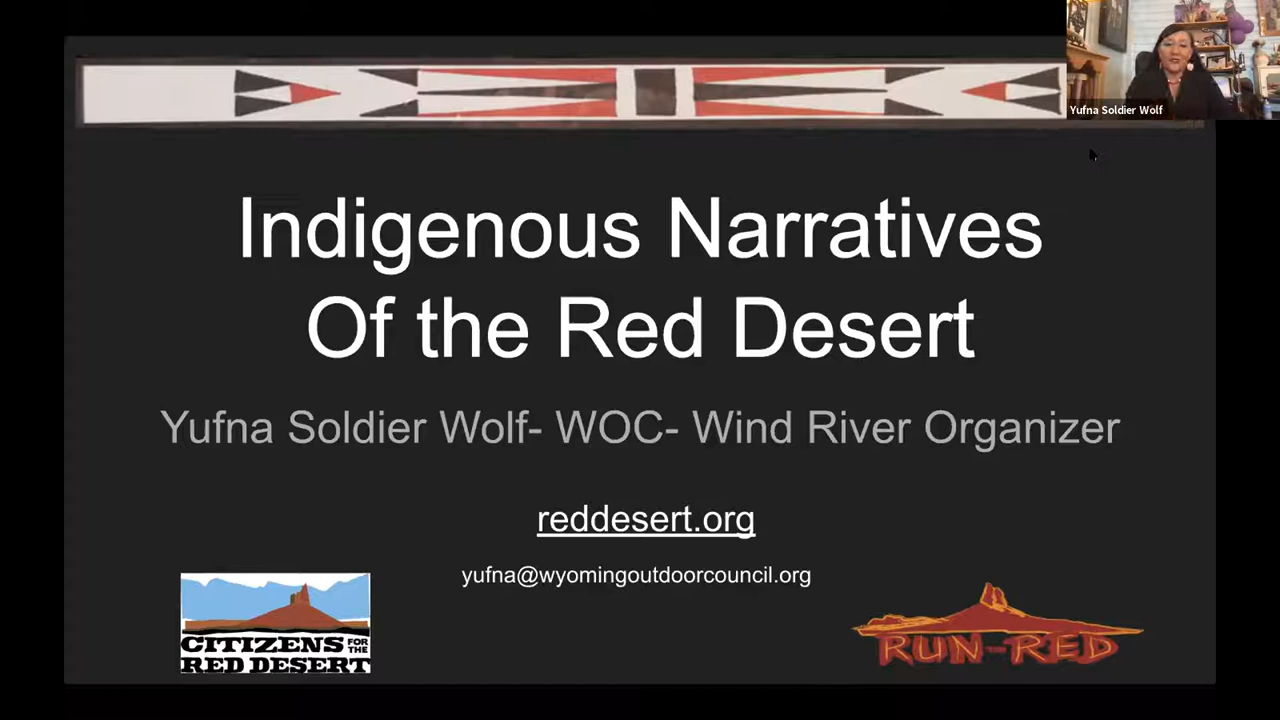 Yufna Soldier Wolf
Indigenous Narratives
Of the Red Desert
Yufna Soldier Wolf- WOC- Wind River Organizer
reddesert.org
yufna@wyomingoutdoorcouncil.org
CITIZENS FOR THE
RED DESERT
RUN-RED